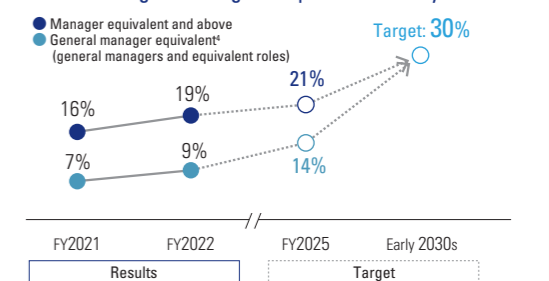 Manager equivalent and above
General manager equivalent⁴
(general managers and equivalent roles)
Target: 30%
21%
19%
16%
14%
9%
7%
FY2021
FY2022
FY2025
Early 2030s
Results
Target